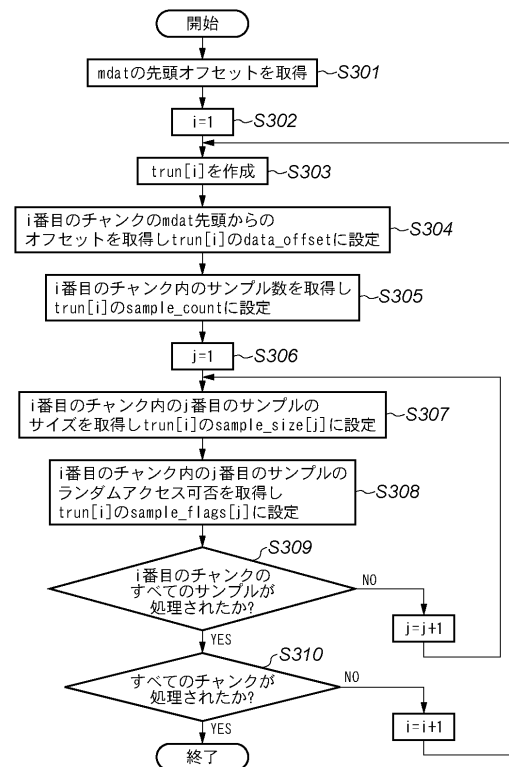 開始
mdatの先頭オフセットを取得
S301
i=1
S302
trun[i]を作成
S303
i番目のチャンクのmdat先頭からの
オフセットを取得しtrun[i]のdata_offsetに設定
S304
i番目のチャンク内のサンプル数を取得し
trun[i]のsample_countに設定
S305
j=1
S306
i番目のチャンク内のj番目のサンプルの
サイズを取得しtrun[i]のsample_size[j]に設定
S307
i番目のチャンク内のj番目のサンプルの
ランダムアクセス可否を取得し
trun[i]のsample_flags[j]に設定
S308
S309
i番目のチャンクの
すべてのサンプルが
処理されたか?
NO
j=j+1
YES
S310
すべてのチャンクが
処理されたか?
NO
i=i+1
YES
終了